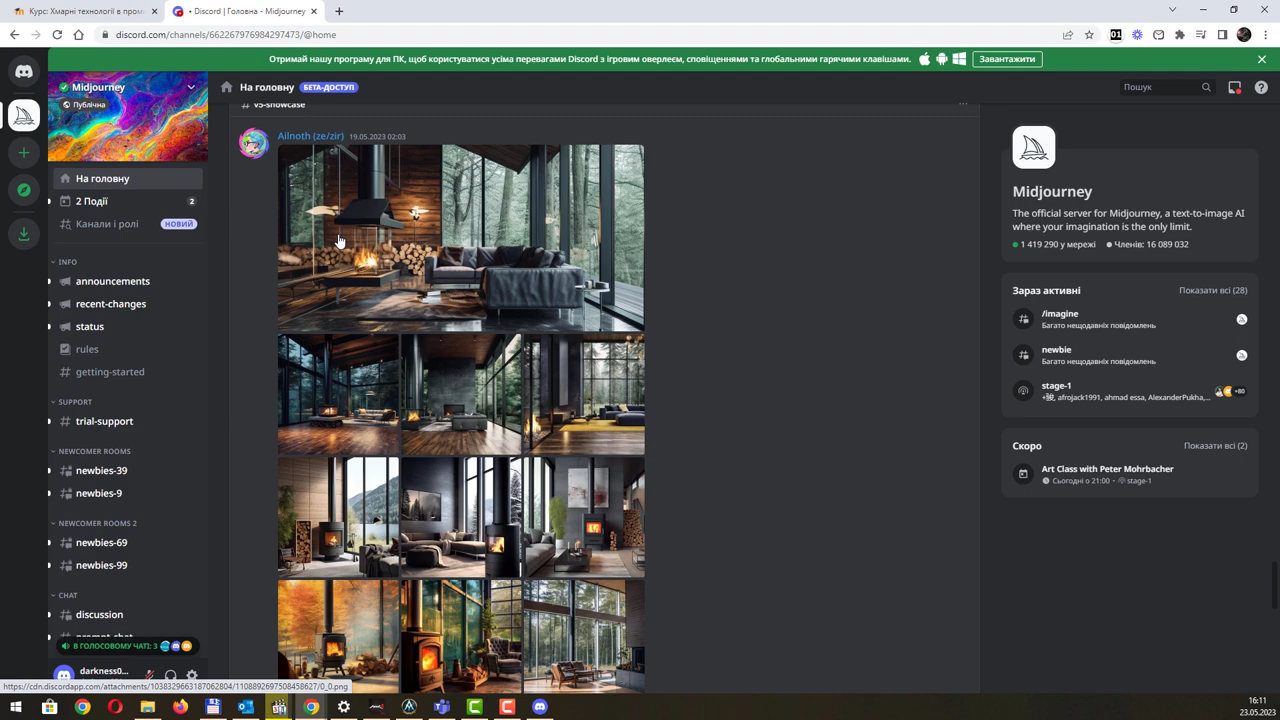 Курс: Хмарні технології в пром
• Discord | Головна - Midjourney
discord.com/channels/662267976984297473/@home
Отримай нашу програму для ПК, щоб користуватися усіма перевагами Discord з ігровим оверлеєм, сповіщеннями та глобальними гарячими клавішами.
Завантажити
Midjourney
Публічна
На головну
БЕТА-ДОСТУП
Пошук
На головну
2 Події
2
Канали і ролі
НОВИЙ
INFO
announcements
recent-changes
status
rules
getting-started
SUPPORT
trial-support
NEWCOMER ROOMS
newbies-39
newbies-9
NEWCOMER ROOMS 2
newbies-69
newbies-99
CHAT
discussion
prompt-chat
В ГОЛОСОВОМУ ЧАТІ: 3
darkness0...
v5-showcase
Ailnoth (ze/zir) 19.05.2023 02:03
Midjourney
The official server for Midjourney, a text-to-image AI
where your imagination is the only limit.
1 419 290 у мережі
Членів: 16 089 032
Зараз активні
Показати всі (28)
/imagine
Багато нещодавніх повідомлень
newbie
Багато нещодавніх повідомлень
stage-1
afrojack1991, ahmad essa, AlexanderPukha,...
+80
Скоро
Показати всі (2)
Art Class with Peter Mohrbacher
Сьогодні о 21:00 • stage-1
https://cdn.discordapp.com/attachments/1038329663187062804/1108892697508458627/0_0.png
16:11
23.05.2023